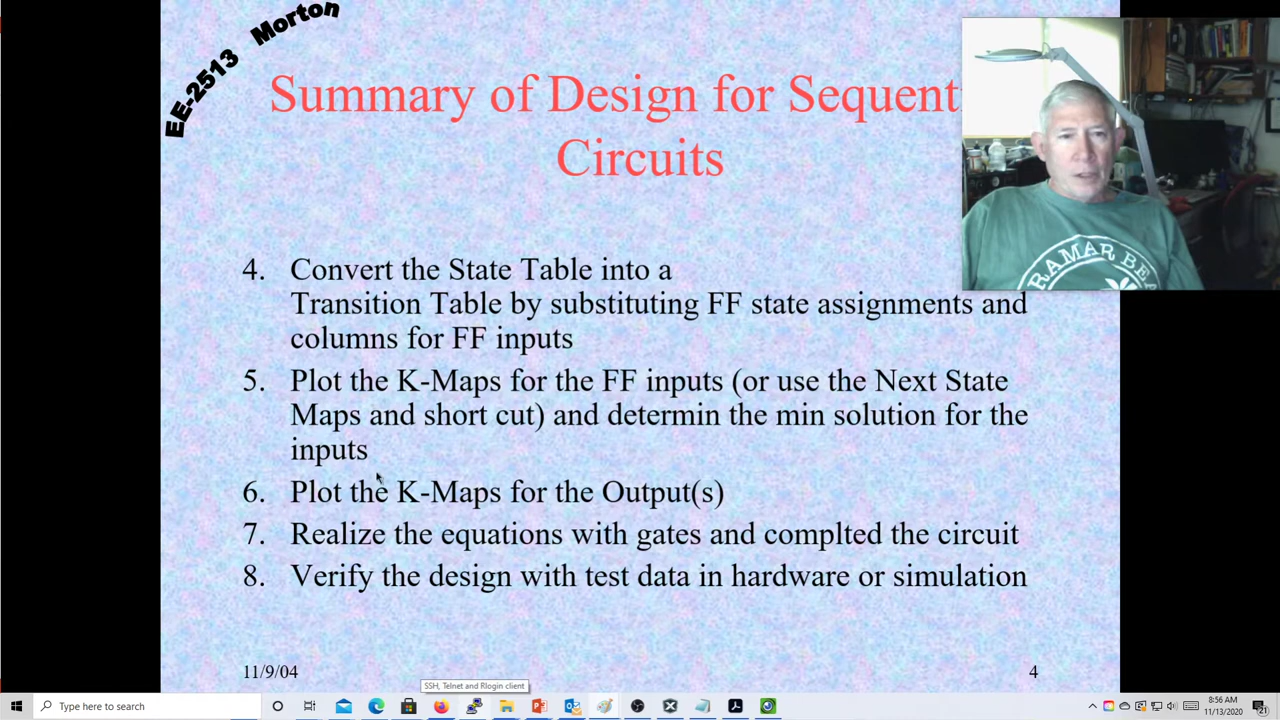 EE-2513 Morton
Summary of Design for Sequent
Circuits
4. Convert the State Table into a
Transition Table by substituting FF state assignments and
columns for FF inputs
5. Plot the K-Maps for the FF inputs (or use the Next State
Maps and short cut) and determin the min solution for the
inputs
6. Plot the K-Maps for the Output(s)
7. Realize the equations with gates and complted the circuit
8. Verify the design with test data in hardware or simulation
11/9/04
4
RAMAR BE
SSH, Telnet and Rlogin client
Type here to search
8:56 AM
11/13/2020
21